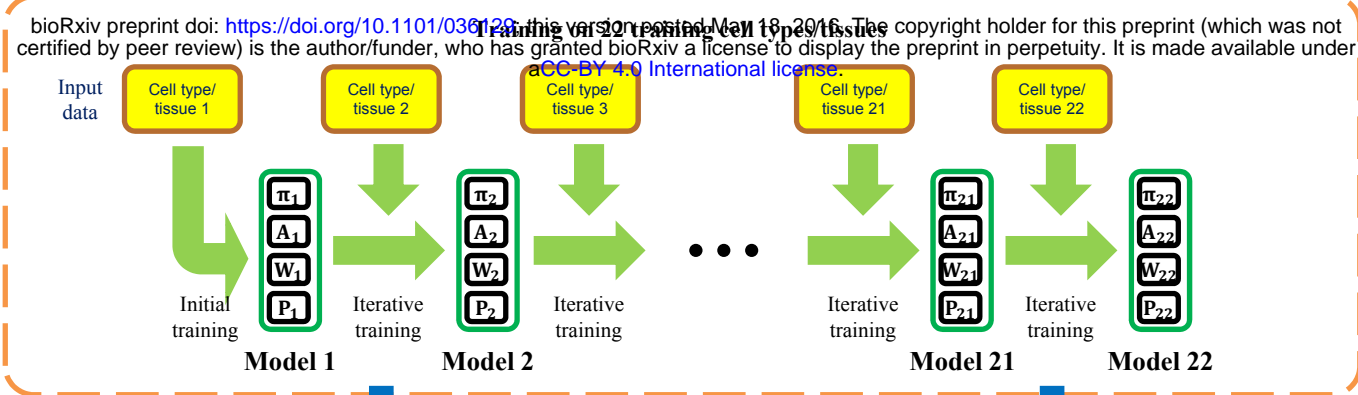 bioRxiv preprint doi: https://doi.org/10.1101/036129; this version posted May 18, 2016. The copyright holder for this preprint (which was not
certified by peer review) is the author/funder, who has granted bioRxiv a license to display the preprint in perpetuity. It is made available under
aCC-BY 4.0 International license.
Training on 22 training cell types/tissues
Input
data
Cell type/
tissue 1
Cell type/
tissue 2
Cell type/
tissue 3
Cell type/
tissue 21
Cell type/
tissue 22
π₁
A₁
W₁
P₁
π₂
A₂
W₂
P₂
• • •
π₂₁
A₂₁
W₂₁
P₂₁
π₂₂
A₂₂
W₂₂
P₂₂
Initial
training
Iterative
training
Iterative
training
Iterative
training
Iterative
training
Model 1
Model 2
Model 21
Model 22